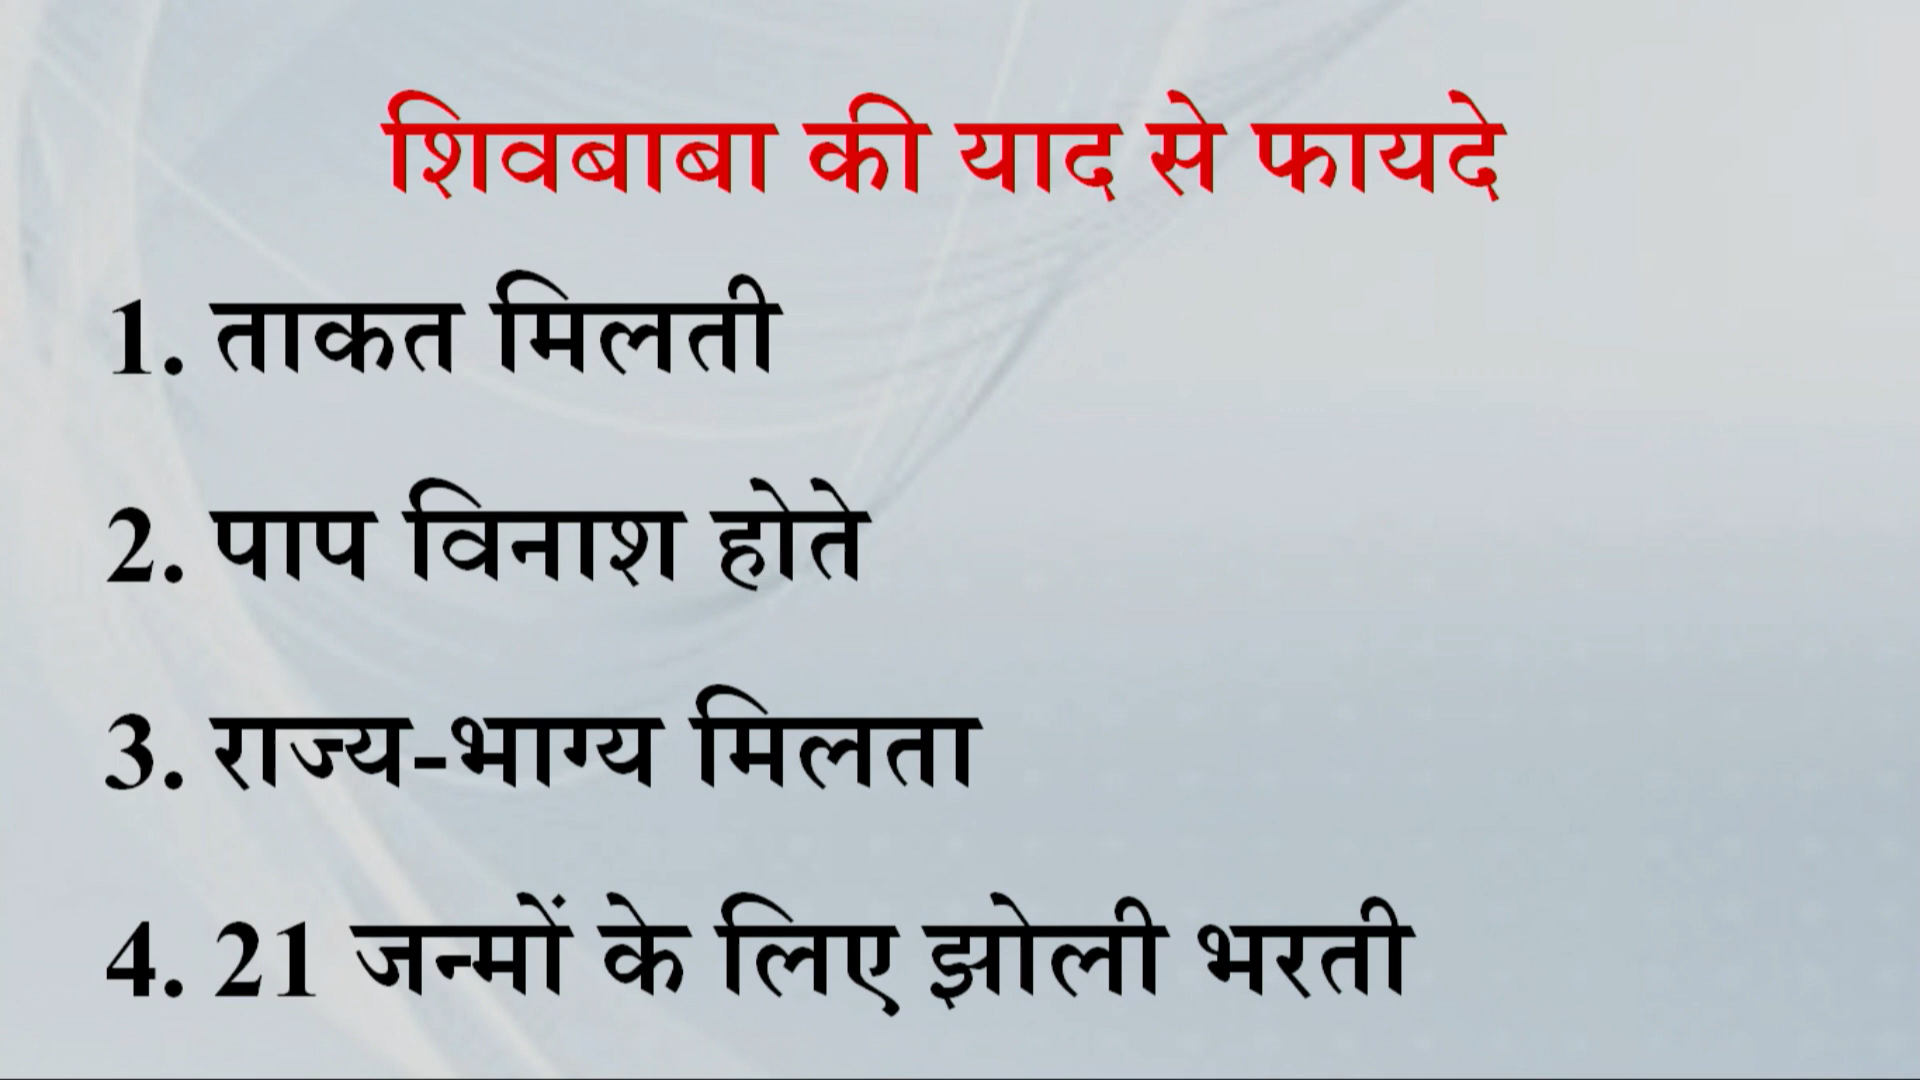 शिवबाबा की याद से फायदे
1. ताकत मिलती
2. पाप विनाश होते
3. राज्य-भाग्य मिलता
4. 21 जन्मों के लिए झोली भरती